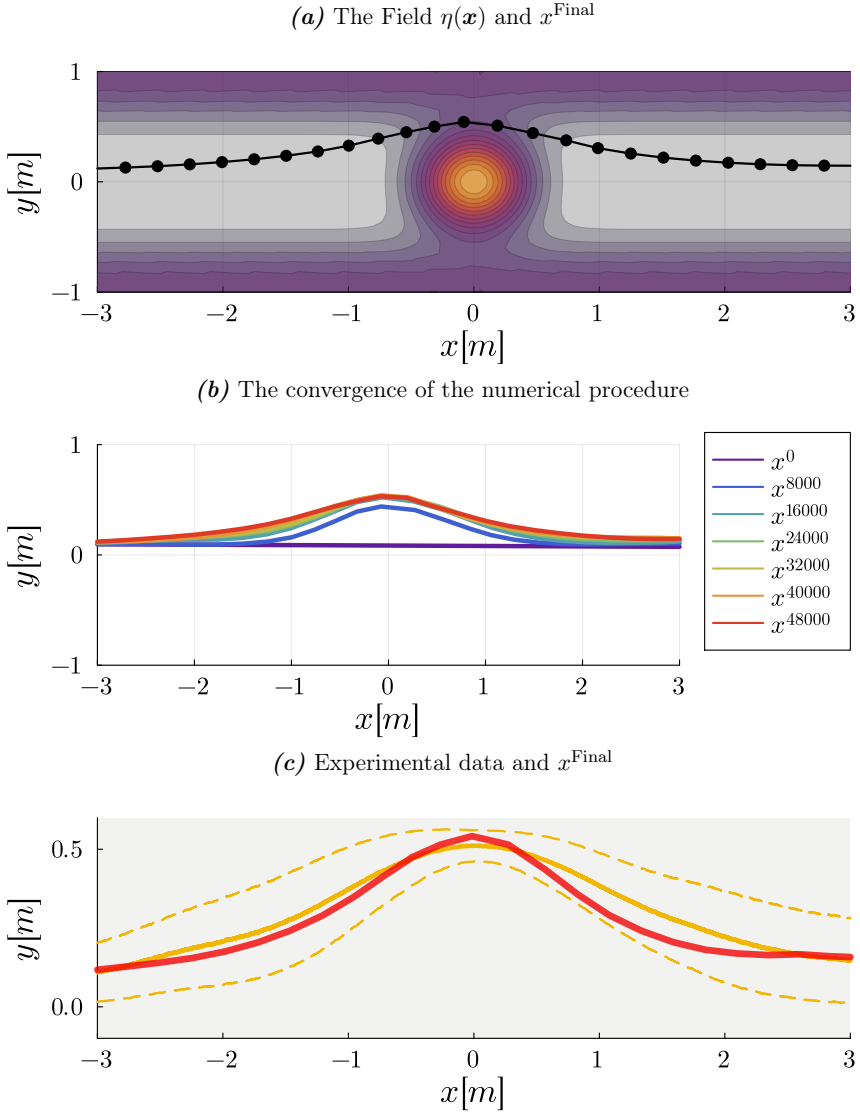 (a) The Field η(x) and x^Final
1
0
−1
y[m]
−3 −2 −1 0 1 2 3
x[m]
(b) The convergence of the numerical procedure
1
0
−1
y[m]
−3 −2 −1 0 1 2 3
x[m]
x^0
x^8000
x^16000
x^24000
x^32000
x^40000
x^48000
(c) Experimental data and x^Final
0.5
0.0
y[m]
−3 −2 −1 0 1 2 3
x[m]